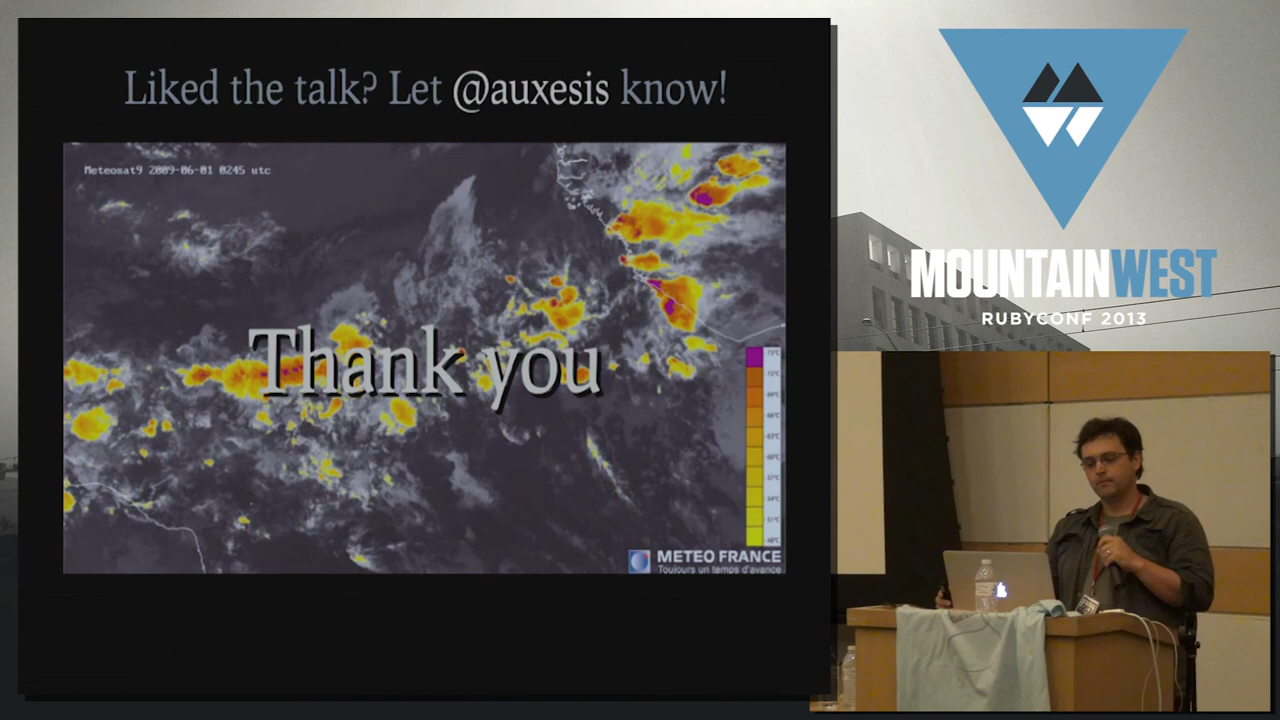 Liked the talk? Let @auxesis know!
Meteosat9 2009-06-01 0245 utc
Thank you
METEO FRANCE
Toujours un temps d'avance
MOUNTAINWEST
RUBYCONF 2013